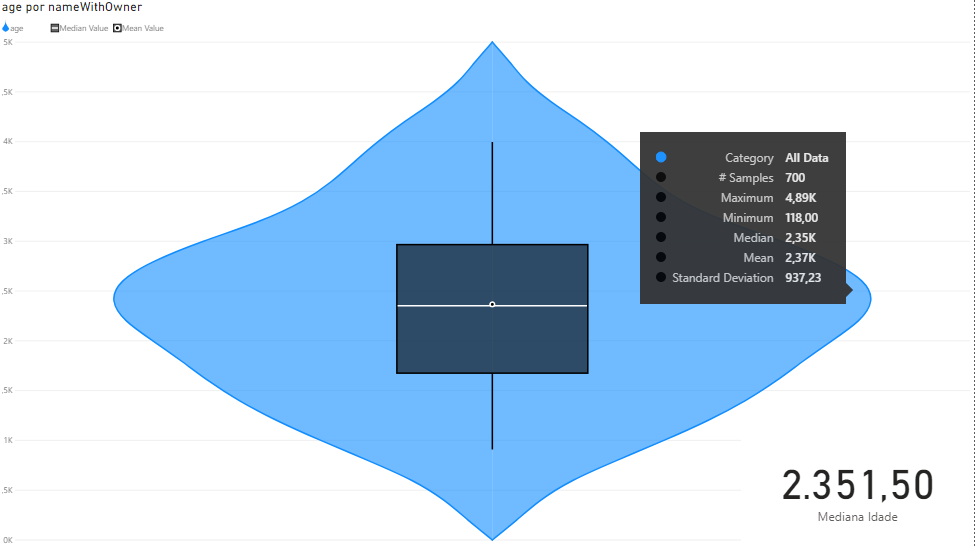 age por nameWithOwner
age Median Value Mean Value
5K
,5K
4K
,5K
3K
,5K
2K
,5K
1K
,5K
0K
Category All Data
# Samples 700
Maximum 4,89K
Minimum 118,00
Median 2,35K
Mean 2,37K
Standard Deviation 937,23
2.351,50
Mediana Idade